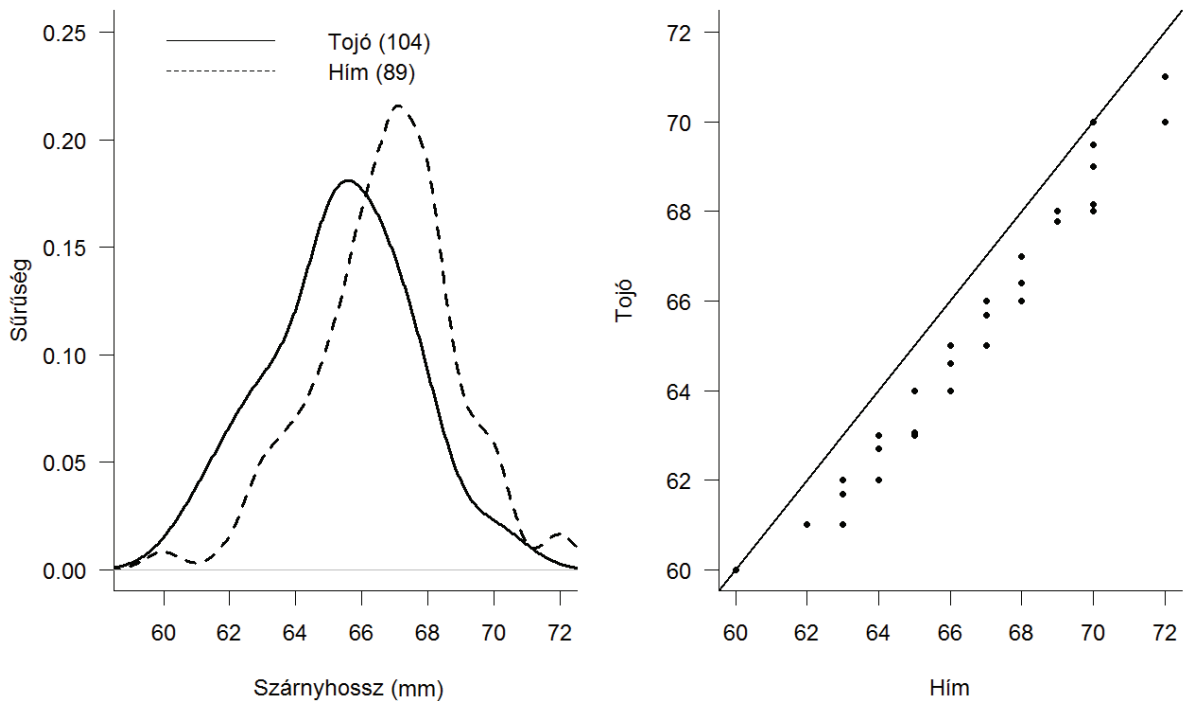 0.25
0.20
0.15
0.10
0.05
0.00
Sűrűség
Tojó (104)
Hím (89)
60 62 64 66 68 70 72
Szárnyhossz (mm)
72
70
68
66
64
62
60
Tojó
60 62 64 66 68 70 72
Hím